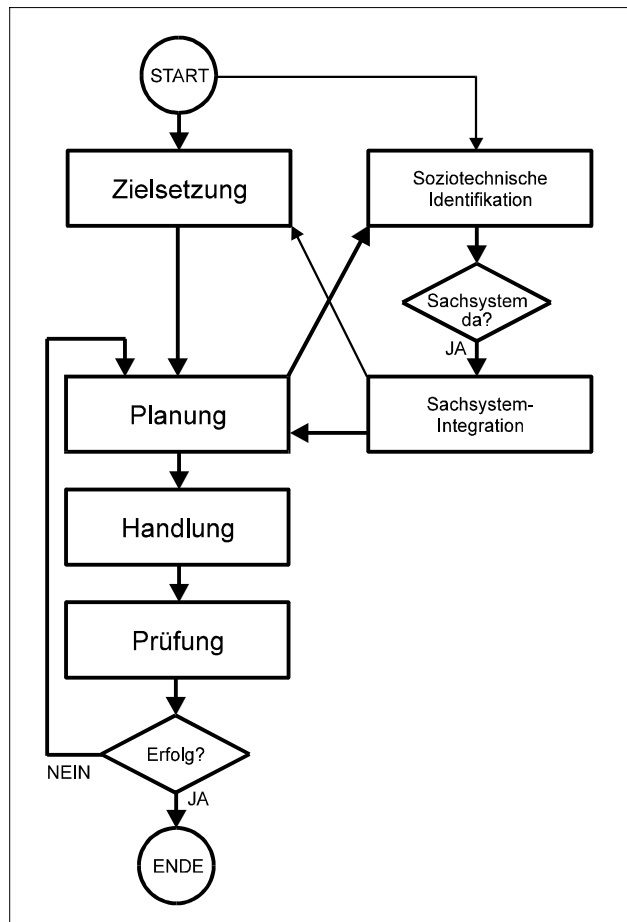 START
Zielsetzung
Soziotechnische
Identifikation
Sachsystem
da?
JA
Planung
Sachsystem-
Integration
Handlung
Prüfung
Erfolg?
NEIN
JA
ENDE